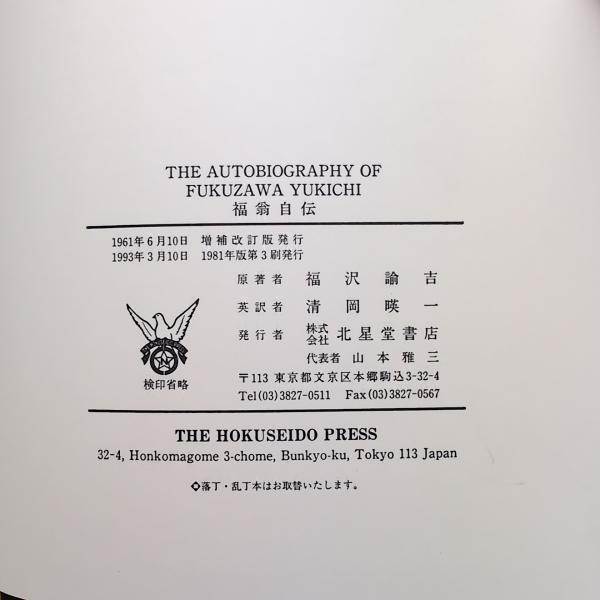 THE AUTOBIOGRAPHY OF
FUKUZAWA YUKICHI
福翁自伝
1961年6月10日 増補改訂版発行
1993年3月10日 1981年版第3刷発行
原著者 福沢諭吉
英訳者 清岡暎一
発行者 株式会社 北星堂書店
代表者 山本雅三
〒113 東京都文京区本郷駒込3-32-4
Tel(03)3827-0511 Fax(03)3827-0567
検印省略
THE HOKUSEIDO PRESS
32-4, Honkomagome 3-chome, Bunkyo-ku, Tokyo 113 Japan
◇落丁・乱丁本はお取替いたします。